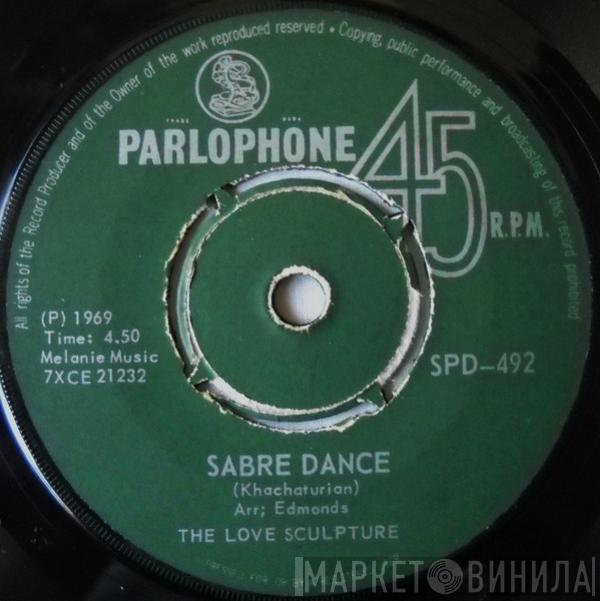 All rights of the Record Producer and of the Owner of the work reproduced reserved • Copying, public performance and broadcasting of this record prohibited
TRADE MARK
PARLOPHONE
45
R.P.M.
(P) 1969
Time: 4.50
Melanie Music
7XCE 21232
SPD-492
SABRE DANCE
(Khachaturian)
Arr; Edmonds
THE LOVE SCULPTURE
МАРКЕТ ВИНИЛА